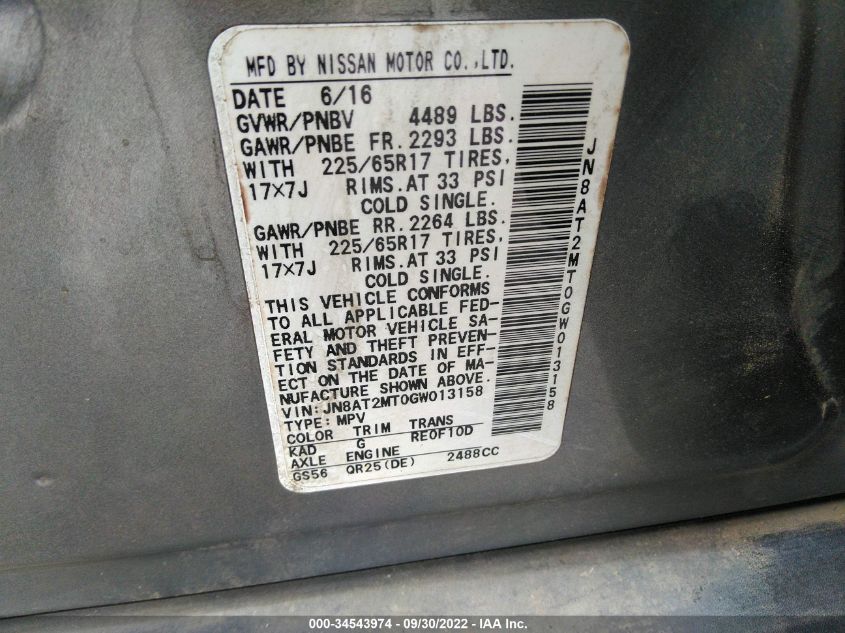 MFD BY NISSAN MOTOR CO.,LTD.
DATE 6/16
GVWR/PNBV 4489 LBS.
GAWR/PNBE FR. 2293 LBS.
WITH 225/65R17 TIRES,
17×7J RIMS. AT 33 PSI
COLD SINGLE.
GAWR/PNBE RR. 2264 LBS.
WITH 225/65R17 TIRES,
17×7J RIMS. AT 33 PSI
COLD SINGLE.
THIS VEHICLE CONFORMS
TO ALL APPLICABLE FED-
ERAL MOTOR VEHICLE SA-
FETY AND THEFT PREVEN-
TION STANDARDS IN EFF-
ECT ON THE DATE OF MA-
NUFACTURE SHOWN ABOVE.
VIN: JN8AT2MT0GW013158
TYPE: MPV
COLOR TRIM TRANS
KAD G RE0F10D
AXLE ENGINE
GS56 QR25(DE) 2488CC
JN8AT2MT0GW013158
000-34543974 - 09/30/2022 - IAA Inc.